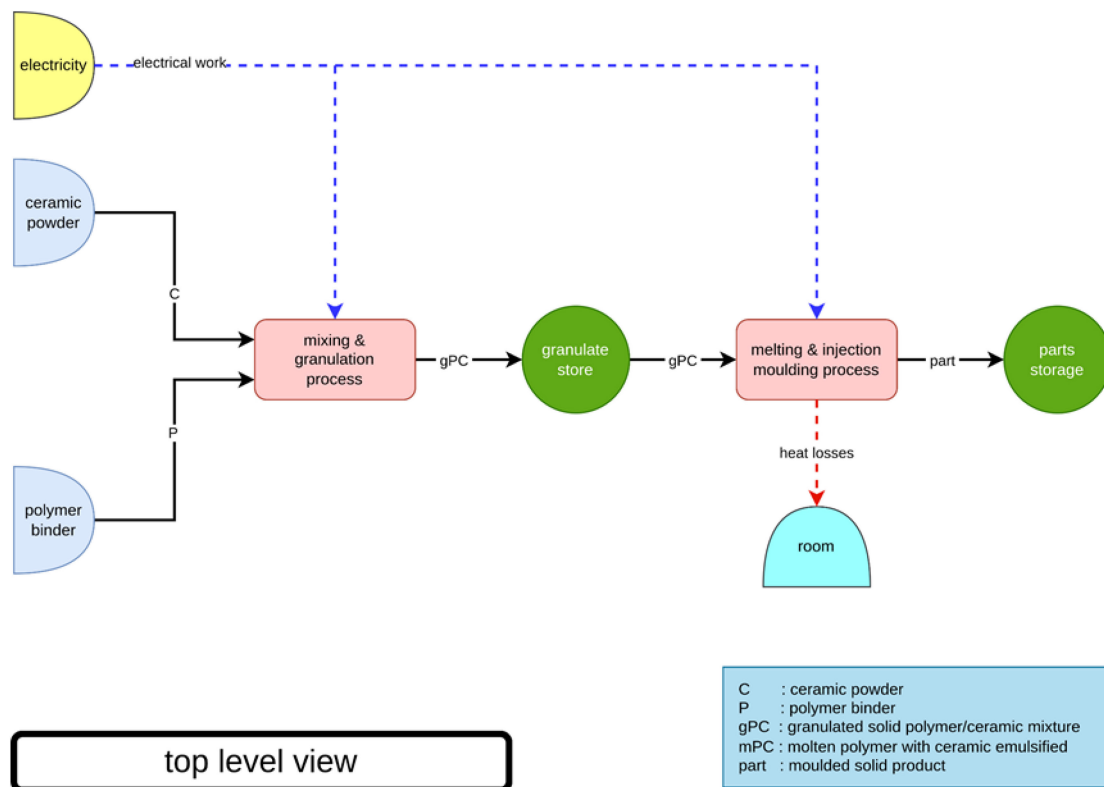 electricity
electrical work
ceramic
powder
C
mixing &
granulation
process
gPC
granulate
store
gPC
melting & injection
moulding process
part
parts
storage
P
heat losses
polymer
binder
room
C : ceramic powder
P : polymer binder
gPC : granulated solid polymer/ceramic mixture
mPC : molten polymer with ceramic emulsified
part : moulded solid product
top level view